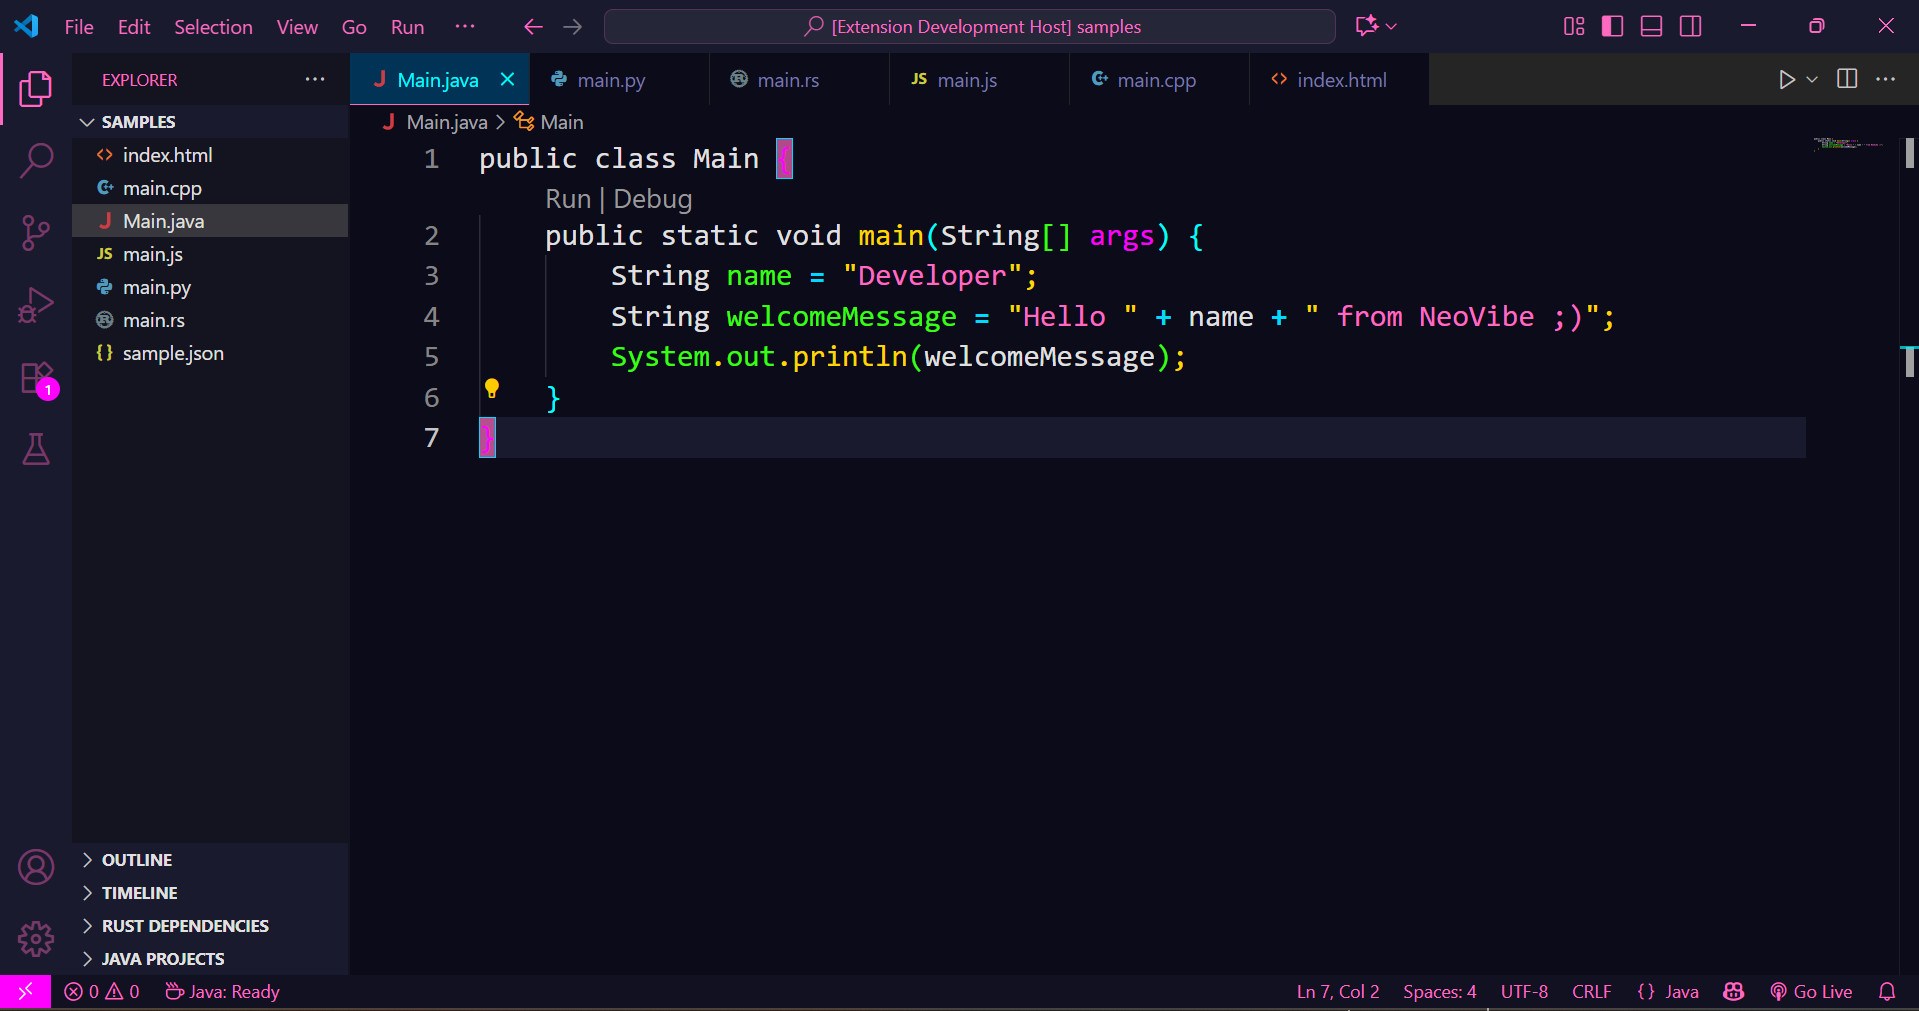 File Edit Selection View Go Run ··· [Extension Development Host] samples
EXPLORER ···
Main.java main.py main.rs main.js main.cpp index.html
SAMPLES
index.html
main.cpp
Main.java
main.js
main.py
main.rs
sample.json
Main.java > Main
1 public class Main {
Run | Debug
2 public static void main(String[] args) {
3 String name = "Developer";
4 String welcomeMessage = "Hello " + name + " from NeoVibe ;)";
5 System.out.println(welcomeMessage);
6 }
7 }
1
OUTLINE
TIMELINE
RUST DEPENDENCIES
JAVA PROJECTS
0 0 Java: Ready Ln 7, Col 2 Spaces: 4 UTF-8 CRLF {} Java Go Live